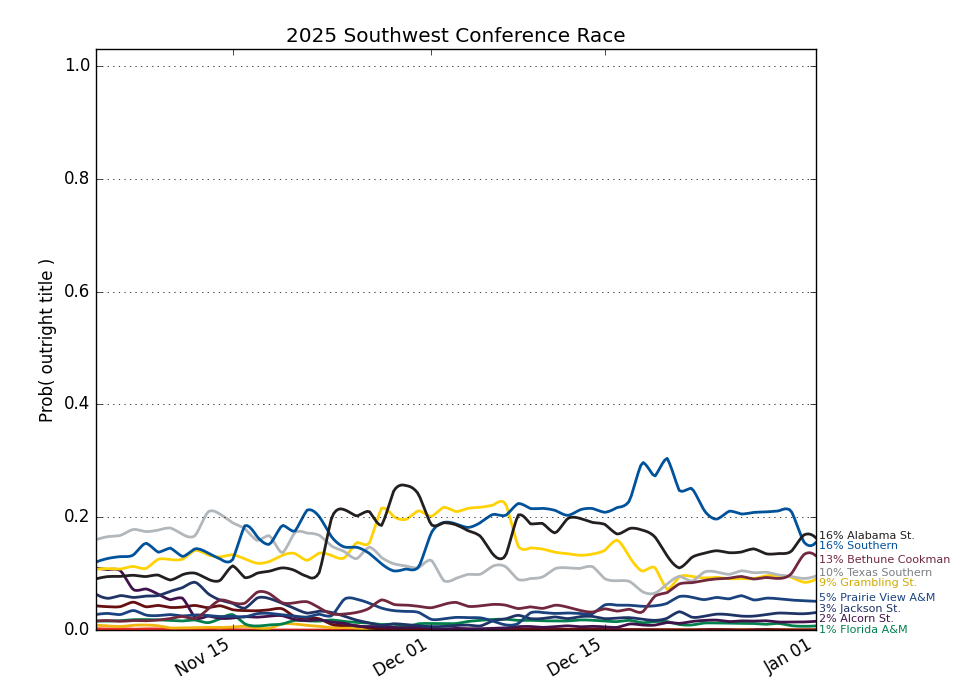 2025 Southwest Conference Race
Prob( outright title )
1.0
0.8
0.6
0.4
0.2
0.0
16% Alabama St.
16% Southern
13% Bethune Cookman
10% Texas Southern
9% Grambling St.
5% Prairie View A&M
3% Jackson St.
2% Alcorn St.
1% Florida A&M
Nov 15
Dec 01
Dec 15
Jan 01